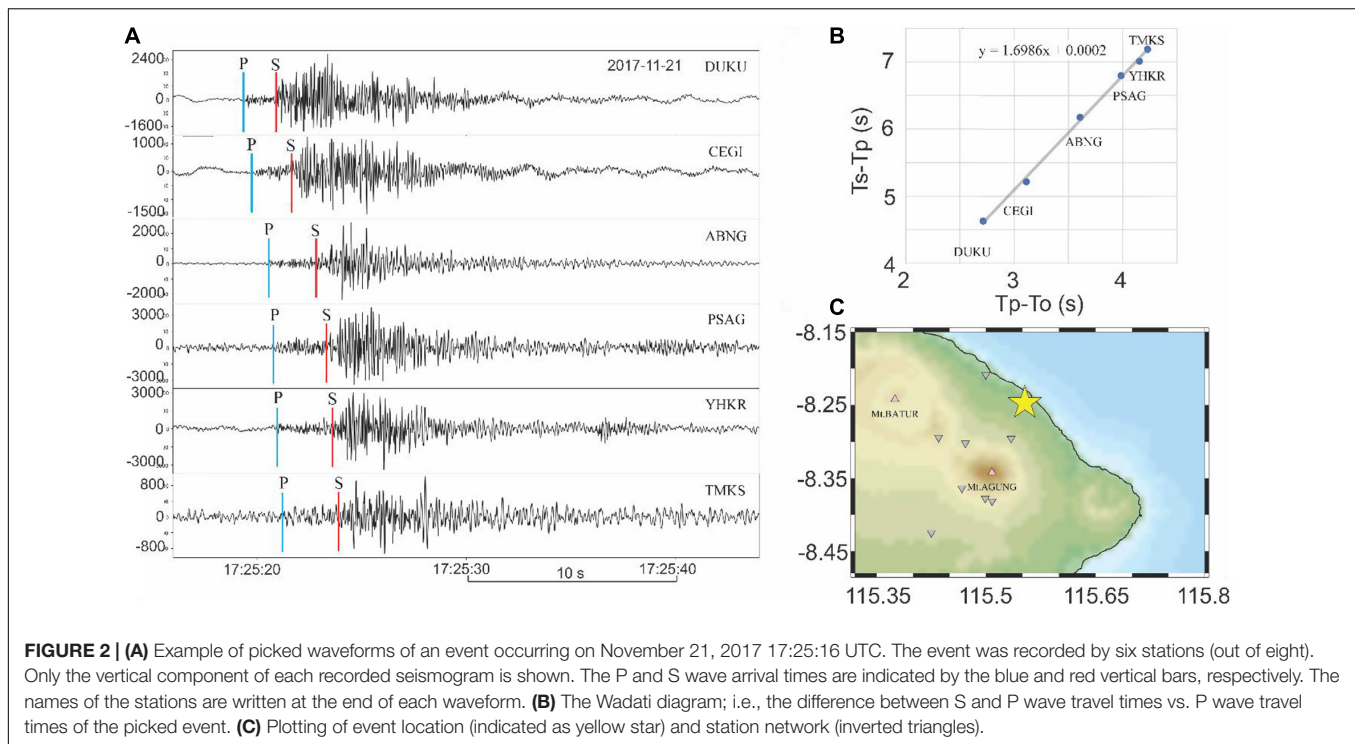 A
2400
0
-1600
P
S
2017-11-21
DUKU
1000
0
-1500
P
S
CEGI
2000
0
-2000
P
S
ABNG
3000
0
-3000
P
S
PSAG
3000
0
-3000
P
S
YHKR
800
0
-800
P
S
TMKS
17:25:20
17:25:30
17:25:40
10 s
B
y = 1.6986x + 0.0002
TMKS
YHKR
PSAG
ABNG
CEGI
DUKU
7
6
5
4
Ts-Tp (s)
2
3
4
Tp-To (s)
C
-8.15
-8.25
-8.35
-8.45
Mt.BATUR
Mt.AGUNG
115.35
115.5
115.65
115.8
FIGURE 2 | (A) Example of picked waveforms of an event occurring on November 21, 2017 17:25:16 UTC. The event was recorded by six stations (out of eight).
Only the vertical component of each recorded seismogram is shown. The P and S wave arrival times are indicated by the blue and red vertical bars, respectively. The
names of the stations are written at the end of each waveform. (B) The Wadati diagram; i.e., the difference between S and P wave travel times vs. P wave travel
times of the picked event. (C) Plotting of event location (indicated as yellow star) and station network (inverted triangles).